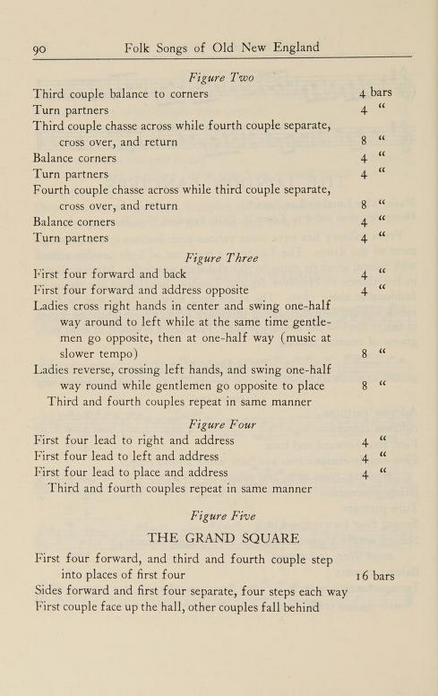 90 Folk Songs of Old New England
Figure Two
Third couple balance to corners 4 bars
Turn partners 4 “
Third couple chasse across while fourth couple separate,
cross over, and return 8 “
Balance corners 4 “
Turn partners 4 “
Fourth couple chasse across while third couple separate,
cross over, and return 8 “
Balance corners 4 “
Turn partners 4 “
Figure Three
First four forward and back 4 “
First four forward and address opposite 4 “
Ladies cross right hands in center and swing one-half
way around to left while at the same time gentle-
men go opposite, then at one-half way (music at
slower tempo) 8 “
Ladies reverse, crossing left hands, and swing one-half
way round while gentlemen go opposite to place 8 “
Third and fourth couples repeat in same manner
Figure Four
First four lead to right and address 4 “
First four lead to left and address 4 “
First four lead to place and address 4 “
Third and fourth couples repeat in same manner
Figure Five
THE GRAND SQUARE
First four forward, and third and fourth couple step
into places of first four 16 bars
Sides forward and first four separate, four steps each way
First couple face up the hall, other couples fall behind